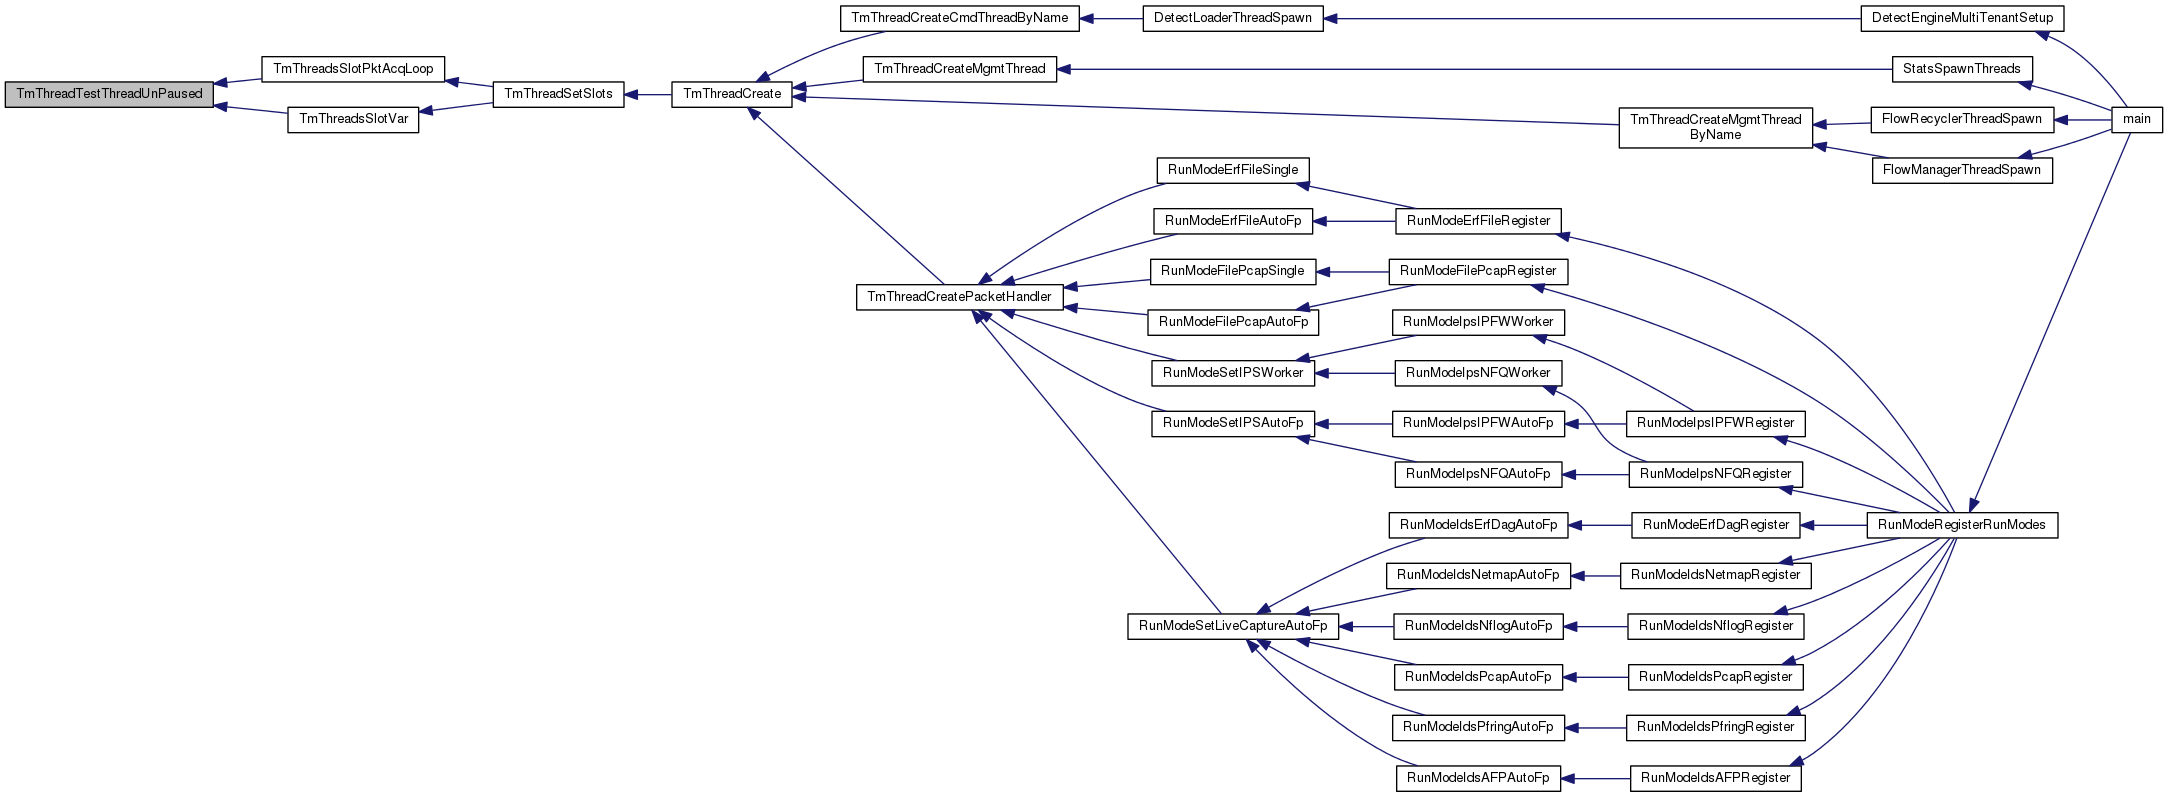 TmThreadTestThreadUnPaused
TmThreadsSlotPktAcqLoop
TmThreadsSlotVar
TmThreadSetSlots
TmThreadCreate
TmThreadCreateCmdThreadByName
DetectLoaderThreadSpawn
DetectEngineMultiTenantSetup
TmThreadCreateMgmtThread
StatsSpawnThreads
TmThreadCreateMgmtThread
ByName
FlowRecyclerThreadSpawn
FlowManagerThreadSpawn
main
TmThreadCreatePacketHandler
RunModeErfFileSingle
RunModeErfFileAutoFp
RunModeErfFileRegister
RunModeFilePcapSingle
RunModeFilePcapAutoFp
RunModeFilePcapRegister
RunModeSetIPSWorker
RunModeIpsIPFWWorker
RunModeIpsNFQWorker
RunModeSetIPSAutoFp
RunModeIpsIPFWAutoFp
RunModeIpsNFQAutoFp
RunModeIpsIPFWRegister
RunModeIpsNFQRegister
RunModeSetLiveCaptureAutoFp
RunModeIdsErfDagAutoFp
RunModeErfDagRegister
RunModeIdsNetmapAutoFp
RunModeIdsNetmapRegister
RunModeIdsNflogAutoFp
RunModeIdsNflogRegister
RunModeIdsPcapAutoFp
RunModeIdsPcapRegister
RunModeIdsPfringAutoFp
RunModeIdsPfringRegister
RunModeIdsAFPAutoFp
RunModeIdsAFPRegister
RunModeRegisterRunModes